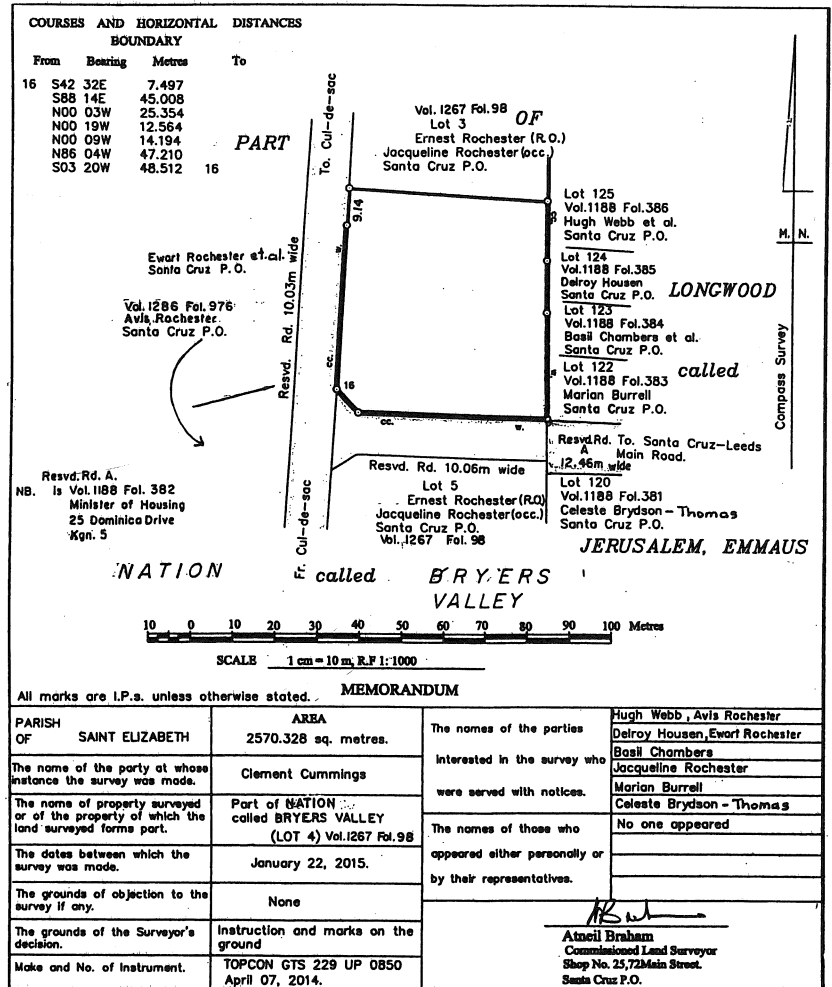 COURSES AND HORIZONTAL DISTANCES
BOUNDARY
From Bearing Metres To
16 S42 32E 7.497
S88 14E 45.008
N00 03W 25.354
N00 19W 12.564
N00 09W 14.194
N86 04W 47.210
S03 20W 48.512 16
PART
OF
To. Cul-de-sac
Vol. 1267 Fol. 98
Lot 3
Ernest Rochester (R.O.)
Jacqueline Rochester (occ.)
Santa Cruz P.O.
9.14
w.
cc.
16
cc.
w.
Resvd. Rd. 10.03m wide
Fr. Cul-de-sac
Ewart Rochester et.al.
Santa Cruz P.O.
Vol. 1286 Fol. 976
Avis Rochester
Santa Cruz P.O.
Lot 125
Vol.1188 Fol.386
Hugh Webb et al.
Santa Cruz P.O.
Lot 124
Vol.1188 Fol.385
Delroy Housen
Santa Cruz P.O.
LONGWOOD
Lot 123
Vol.1188 Fol.384
Basil Chambers et al.
Santa Cruz P.O.
called
Lot 122
Vol.1188 Fol.383
Marian Burrell
Santa Cruz P.O.
M. N.
Compass Survey
Resvd.Rd. To. Santa Cruz-Leeds
A Main Road.
12.46m wide
Resvd. Rd. 10.06m wide
Lot 5
Ernest Rochester(R.O)
Jacqueline Rochester(occ.)
Santa Cruz P.O.
Vol. 1267 Fol. 98
Lot 120
Vol.1188 Fol.381
Celeste Brydson-Thomas
Santa Cruz P.O.
Resvd. Rd. A.
NB. is Vol. 1188 Fol. 382
Minister of Housing
25 Dominica Drive
Kgn. 5
JERUSALEM, EMMAUS
NATION called BRYERS
VALLEY
10 0 10 20 30 40 50 60 70 80 90 100 Metres
SCALE 1 cm = 10 m, R.F 1: 1000
All marks are I.P.s. unless otherwise stated.
MEMORANDUM
PARISH
OF SAINT ELIZABETH
AREA
2570.328 sq. metres.
The name of the party at whose
instance the survey was made.
Clement Cummings
The name of property surveyed
or of the property of which the
land surveyed forms part.
Part of NATION
called BRYERS VALLEY
(LOT 4) Vol.1267 Fol.98
The dates between which the
survey was made.
January 22, 2015.
The grounds of objection to the
survey if any.
None
The grounds of the Surveyor's
decision.
Instruction and marks on the
ground
Make and No. of Instrument.
TOPCON GTS 229 UP 0850
April 07, 2014.
The names of the parties
interested in the survey who
were served with notices.
Hugh Webb , Avis Rochester
Delroy Housen, Ewart Rochester
Basil Chambers
Jacqueline Rochester
Marian Burrell
Celeste Brydson - Thomas
The names of those who
appeared either personally or
by their representatives.
No one appeared
Atneil Braham
Commissioned Land Surveyor
Shop No. 25,72Main Street.
Santa Cruz P.O.